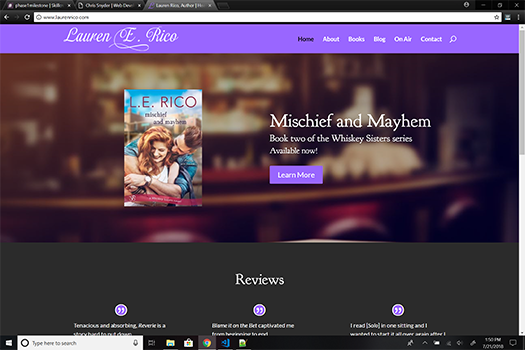 phase1milestone | Skillc
Chris Snyder | Web Deve
Lauren Rico, Author | Ho
www.laurenrico.com
Lauren E. Rico
Home About Books Blog On Air Contact
L.E. RICO
mischief
and mayhem
Mischief and Mayhem
Book two of the Whiskey Sisters series
Available now!
Learn More
Reviews
Tenacious and absorbing, Reverie is a
story hard to put down
Blame it on the Bet captivated me
from beginning to end
I read [Solo] in one sitting and I
wanted to start it all over again after I
Type here to search
1:50 PM
7/21/2018